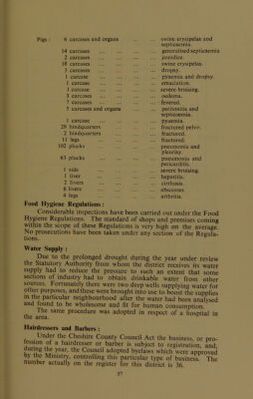 Pigs : 6 carcases and organs ... ... swine erysipelas and
septicaemia.
14 carcases ... ... ... ... generalised septicaemia
2 carcases ... ... ... ... jaundice.
18 carcases ... ... ... ... swine erysipelas.
3 carcases ... ... ... ... dropsy.
1 carcase ... ... ... ... pyaemia and dropsy.
1 carcase ... ... ... ... emaciation.
1 carcase ... ... ... ... severe bruising.
3 carcases ... ... ... ... oedema.
7 carcases ... ... ... ... fevered.
5 carcases and organs ... ... peritonitis and
septicaemia.
1 carcase ... ... ... ... pyaemia.
29 hindquarters ... ... ... fractured pelvis.
2 hindquarters ... ... ... fractured.
11 legs ... ... ... ... fractured.
102 plucks ... ... ... ... pneumonia and
pleurisy.
63 plucks ... ... ... ... pneumonia and
pericarditis.
1 side ... ... ... ... severe bruising.
1 liver ... ... ... ... hepatitis.
2 livers ... ... ... ... cirrhosis.
6 loins ... ... ... ... abscesses.
4 legs ... ... ... ... arthritis.
Food Hygiene Regulations :
Considerable inspections have been carried out under the Food
Hygiene Regulations. The standard of shops and premises coming
within the scope of these Regulations is very high on the average.
No prosecutions have been taken under any section of the Regula-
tions.
Water Supply :
Due to the prolonged drought during the year under review
the Statutory Authority from whom the district receives its water
supply had to reduce the pressure to such an extent that some
sections of industry had to obtain drinkable water from other
sources. Fortunately there were two deep wells supplying water for
other purposes, and these were brought into use to boost the supplies
in the particular neighbourhood after the water had been analysed
and found to be wholesome and fit for human consumption.
The same procedure was adopted in respect of a hospital in
the area.
Hairdressers and Barbers :
Under the Cheshire County Council Act the business, or pro-
fession of a hairdresser or barber is subject to registration, and,
during the year, the Council adopted byelaws which were approved
by the Ministry, controlling this particular type of business. The
number actually on the register for this district is 36.
37